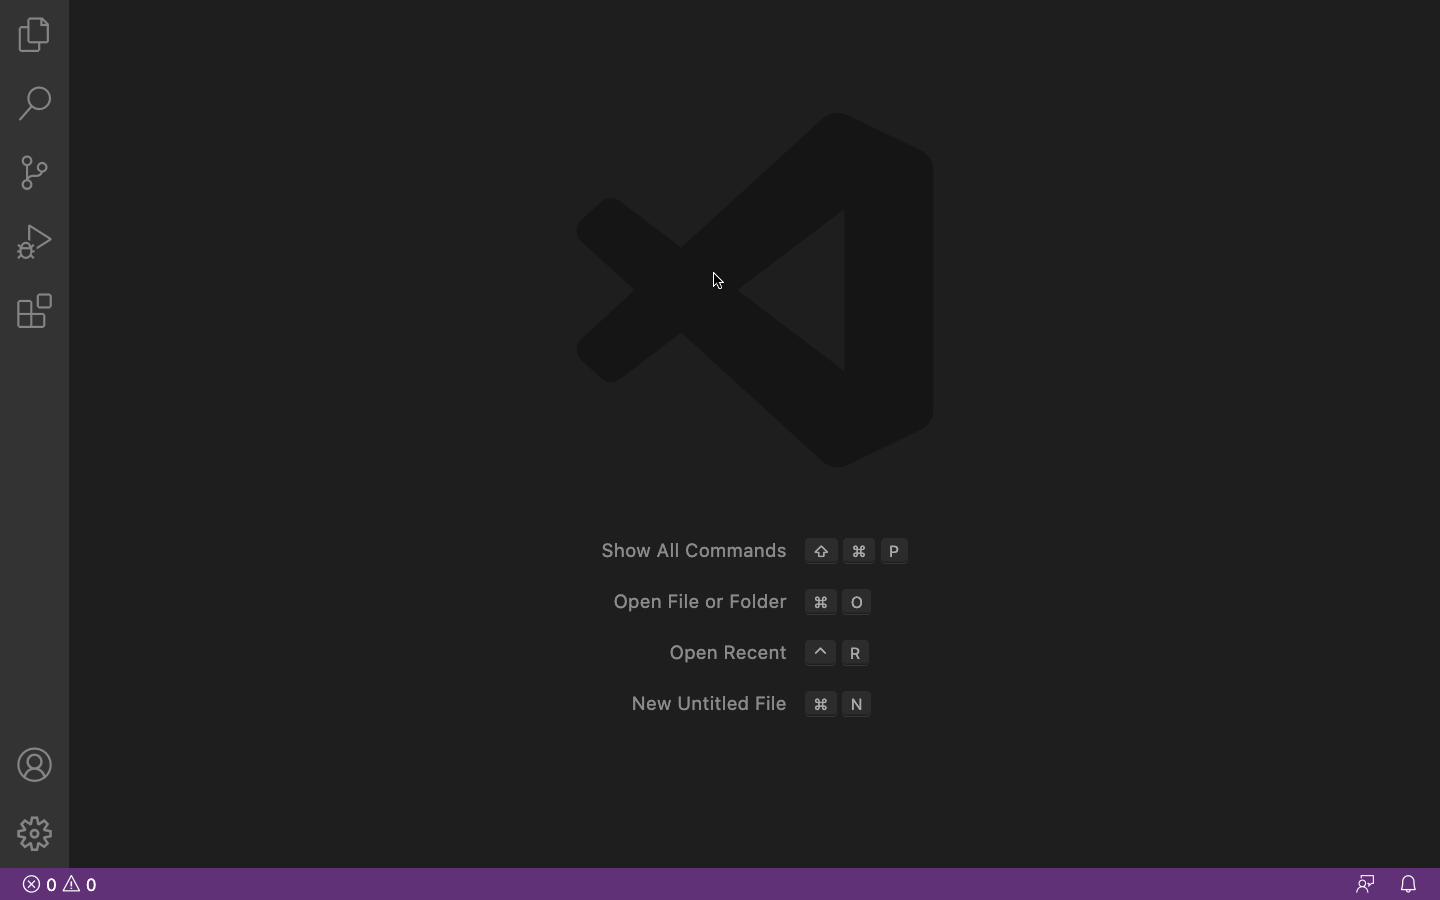 Show All Commands ⇧ ⌘ P
Open File or Folder ⌘ O
Open Recent ^ R
New Untitled File ⌘ N
0 0